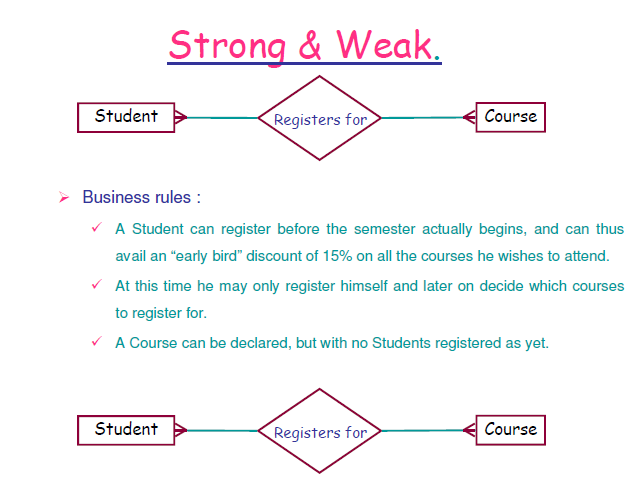 Strong & Weak.
Student Registers for Course
Business rules :
A Student can register before the semester actually begins, and can thus
avail an “early bird” discount of 15% on all the courses he wishes to attend.
At this time he may only register himself and later on decide which courses
to register for.
A Course can be declared, but with no Students registered as yet.
Student Registers for Course